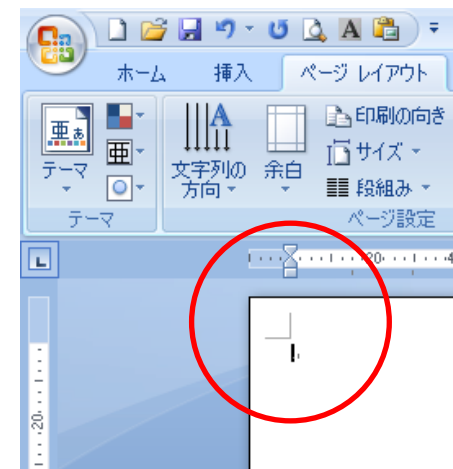 A
ホーム 挿入 ページ レイアウト
亜あ
テーマ
亜
A
文字列の
方向
余白
印刷の向き
サイズ
段組み
テーマ
ページ設定
L
20 4
20